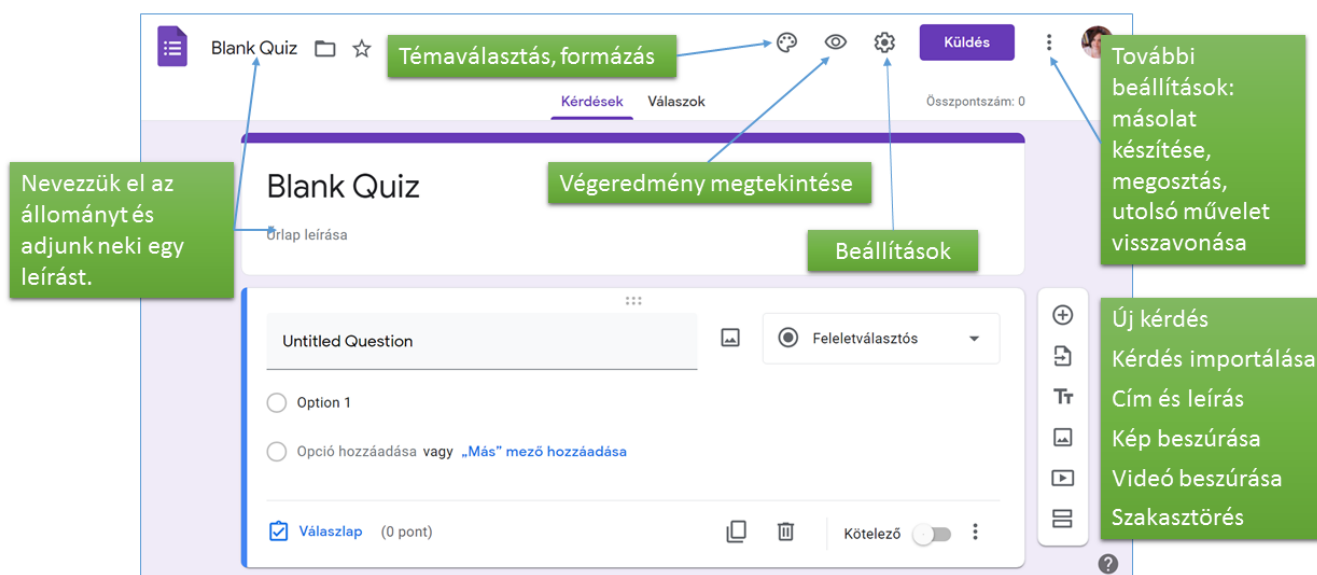 Blank Quiz
Témaválasztás, formázás
Küldés
További
beállítások:
másolat
készítése,
megosztás,
utolsó művelet
visszavonása
Kérdések Válaszok
Összpontszám: 0
Nevezzük el az
állományt és
adjunk neki egy
leírást.
Blank Quiz
Űrlap leírása
Végeredmény megtekintése
Beállítások
Untitled Question
Feleletválasztós
Option 1
Opció hozzáadása vagy „Más” mező hozzáadása
Válaszlap (0 pont)
Kötelező
Új kérdés
Kérdés importálása
Tт
Cím és leírás
Kép beszúrása
Videó beszúrása
Szakasztörés